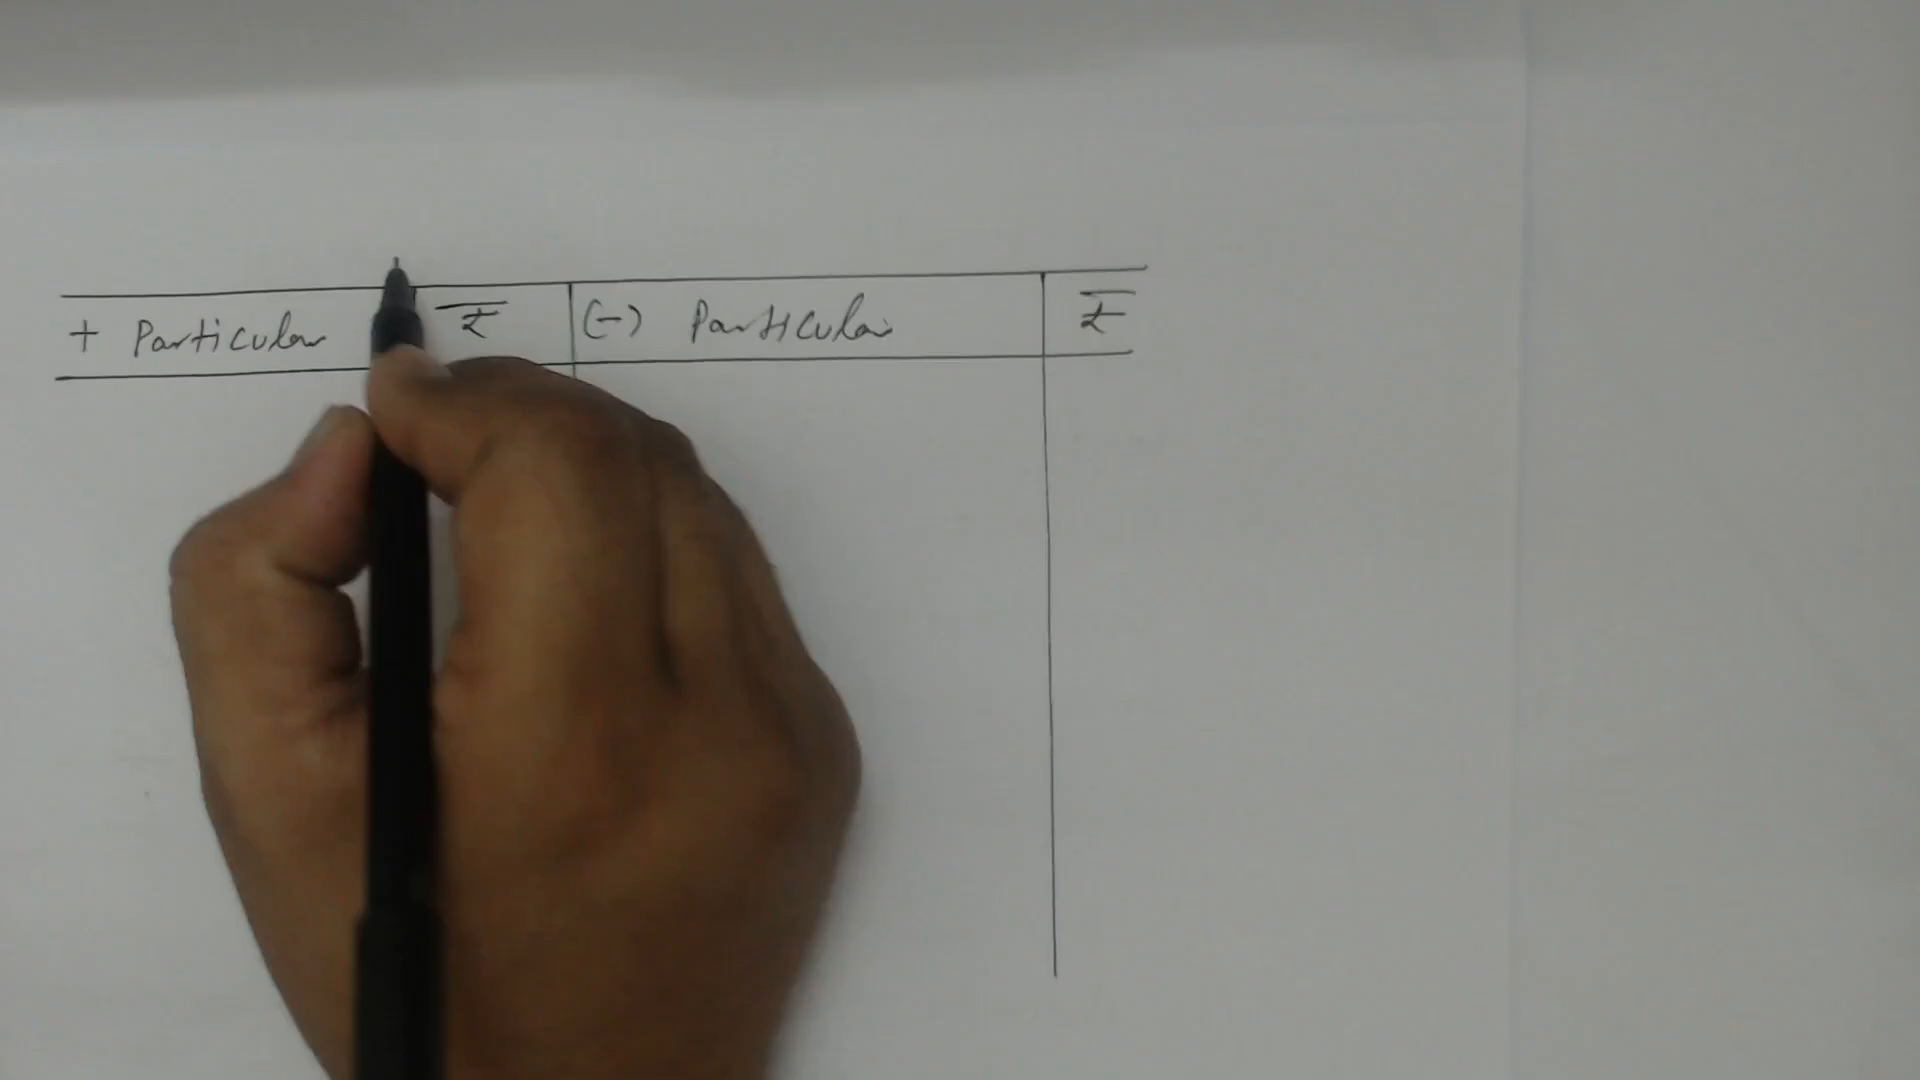 + Particular ₹ (-) Particular ₹